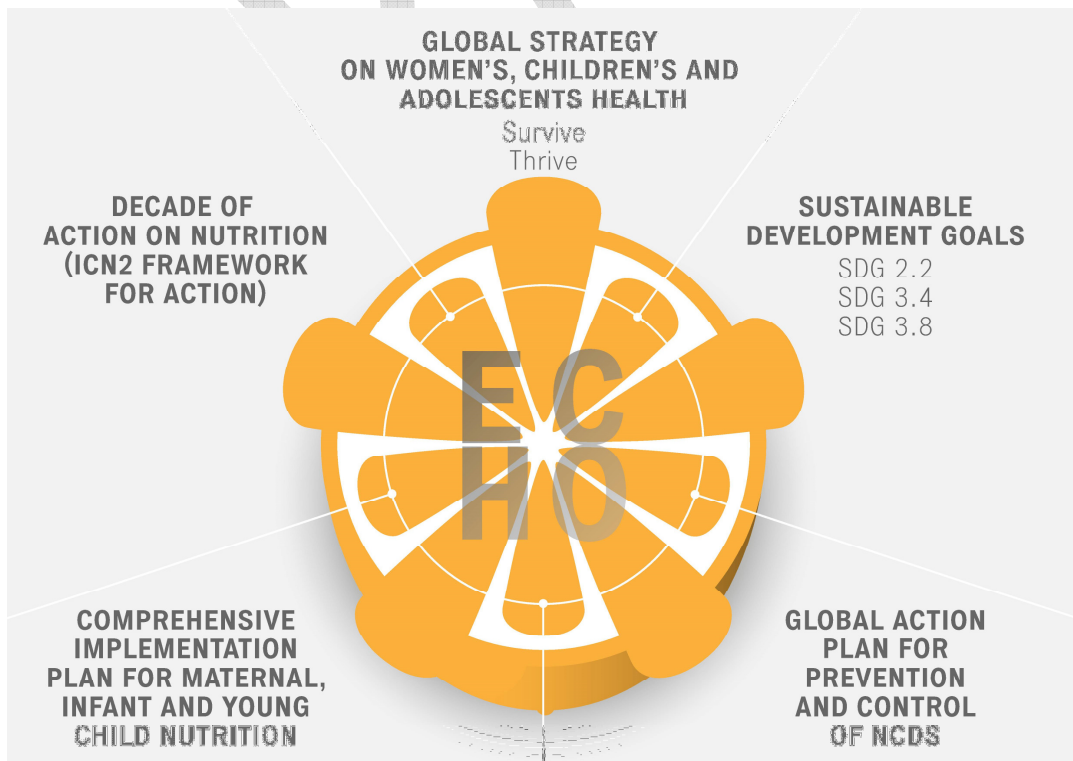 GLOBAL STRATEGY
ON WOMEN'S, CHILDREN'S AND
ADOLESCENTS HEALTH
Survive
Thrive
DECADE OF
ACTION ON NUTRITION
(ICN2 FRAMEWORK
FOR ACTION)
SUSTAINABLE
DEVELOPMENT GOALS
SDG 2.2
SDG 3.4
SDG 3.8
EC
HO
COMPREHENSIVE
IMPLEMENTATION
PLAN FOR MATERNAL,
INFANT AND YOUNG
CHILD NUTRITION
GLOBAL ACTION
PLAN FOR
PREVENTION
AND CONTROL
OF NCDS